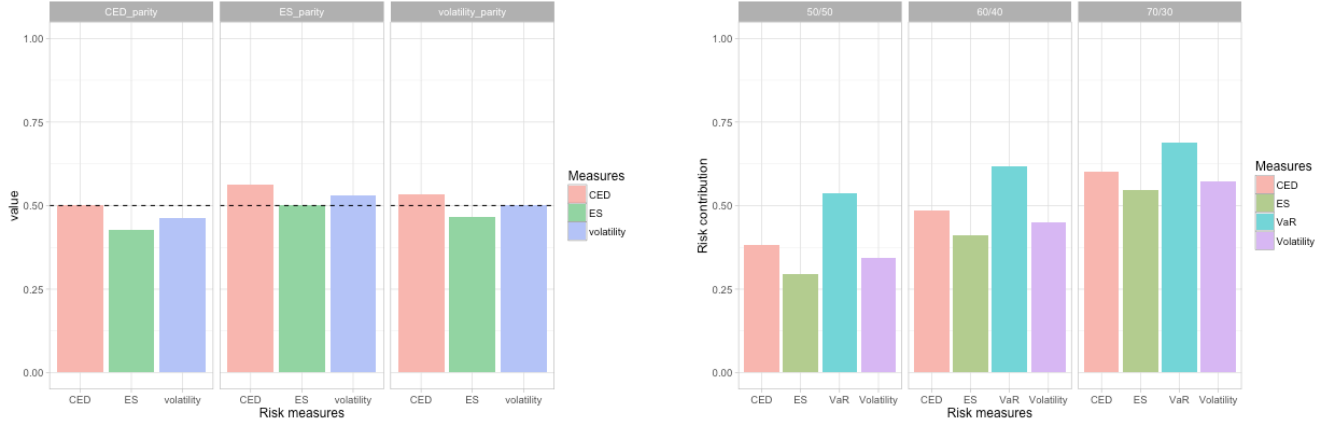 CED_parity
ES_parity
volatility_parity
value
1.00
0.75
0.50
0.25
0.00
CED
ES
volatility
CED
ES
volatility
CED
ES
volatility
Risk measures
Measures
CED
ES
volatility
50/50
60/40
70/30
Risk contribution
1.00
0.75
0.50
0.25
0.00
CED
ES
VaR
Volatility
CED
ES
VaR
Volatility
CED
ES
VaR
Volatility
Risk measures
Measures
CED
ES
VaR
Volatility